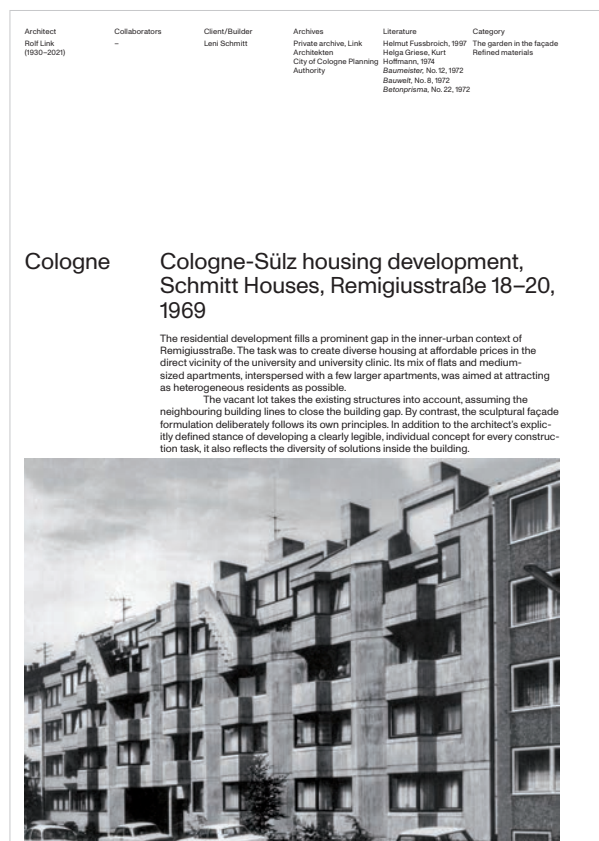 Architect
Rolf Link
(1930–2021)
Collaborators
–
Client/Builder
Leni Schmitt
Archives
Private archive, Link
Architekten
City of Cologne Planning
Authority
Literature
Helmut Fussbroich, 1997
Helga Griese, Kurt
Hoffmann, 1974
Baumeister, No. 12, 1972
Bauwelt, No. 8, 1972
Betonprisma, No. 22, 1972
Category
The garden in the façade
Refined materials
Cologne
Cologne-Sülz housing development,
Schmitt Houses, Remigiusstraße 18–20,
1969
The residential development fills a prominent gap in the inner-urban context of
Remigiusstraße. The task was to create diverse housing at affordable prices in the
direct vicinity of the university and university clinic. Its mix of flats and medium-
sized apartments, interspersed with a few larger apartments, was aimed at attracting
as heterogeneous residents as possible.
The vacant lot takes the existing structures into account, assuming the
neighbouring building lines to close the building gap. By contrast, the sculptural façade
formulation deliberately follows its own principles. In addition to the architect's explic-
itly defined stance of developing a clearly legible, individual concept for every construc-
tion task, it also reflects the diversity of solutions inside the building.